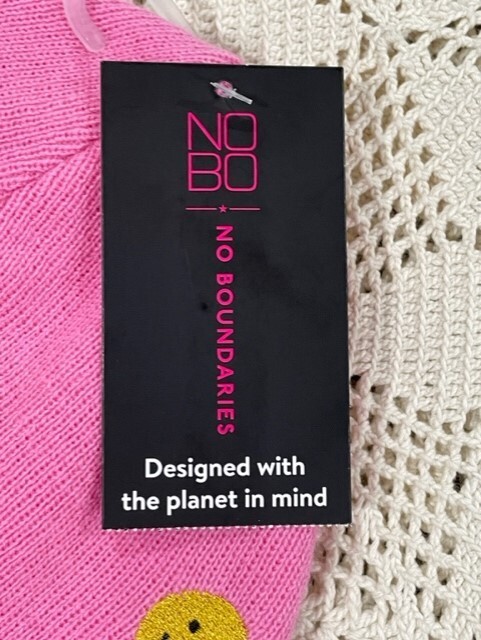 NO
BO
NO BOUNDARIES
Designed with
the planet in mind